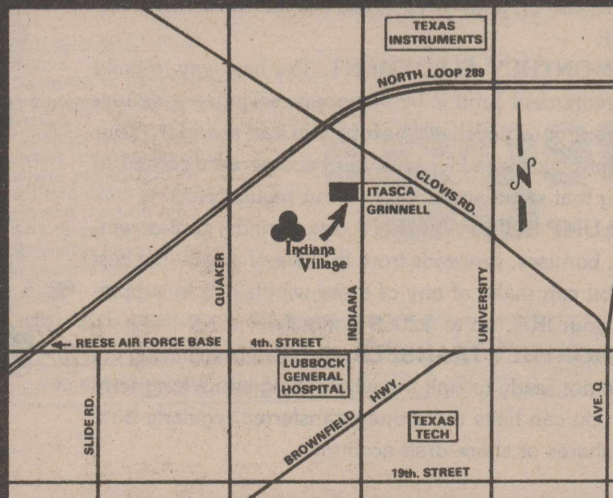 TEXAS
INSTRUMENTS
NORTH LOOP 289
N
CLOVIS RD.
ITASCA
GRINNELL
Indiana
Village
QUAKER
INDIANA
UNIVERSITY
REESE AIR FORCE BASE
4th. STREET
LUBBOCK
GENERAL
HOSPITAL
SLIDE RD.
BROWNFIELD HWY.
TEXAS
TECH
AVE. Q
19th. STREET